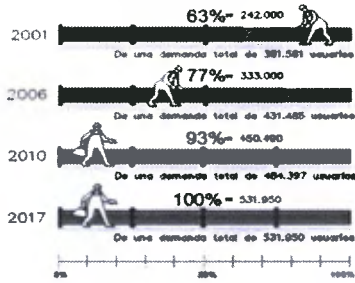 63%= 242.000
2001
De una demanda total de 381.581 usuarios
77%= 333.000
2006
De una demanda total de 431.485 usuarios
93%= 450.490
2010
De una demanda total de 484.397 usuarios
100%= 531.950
2017
De una demanda total de 531.950 usuarios
0% 50% 100%